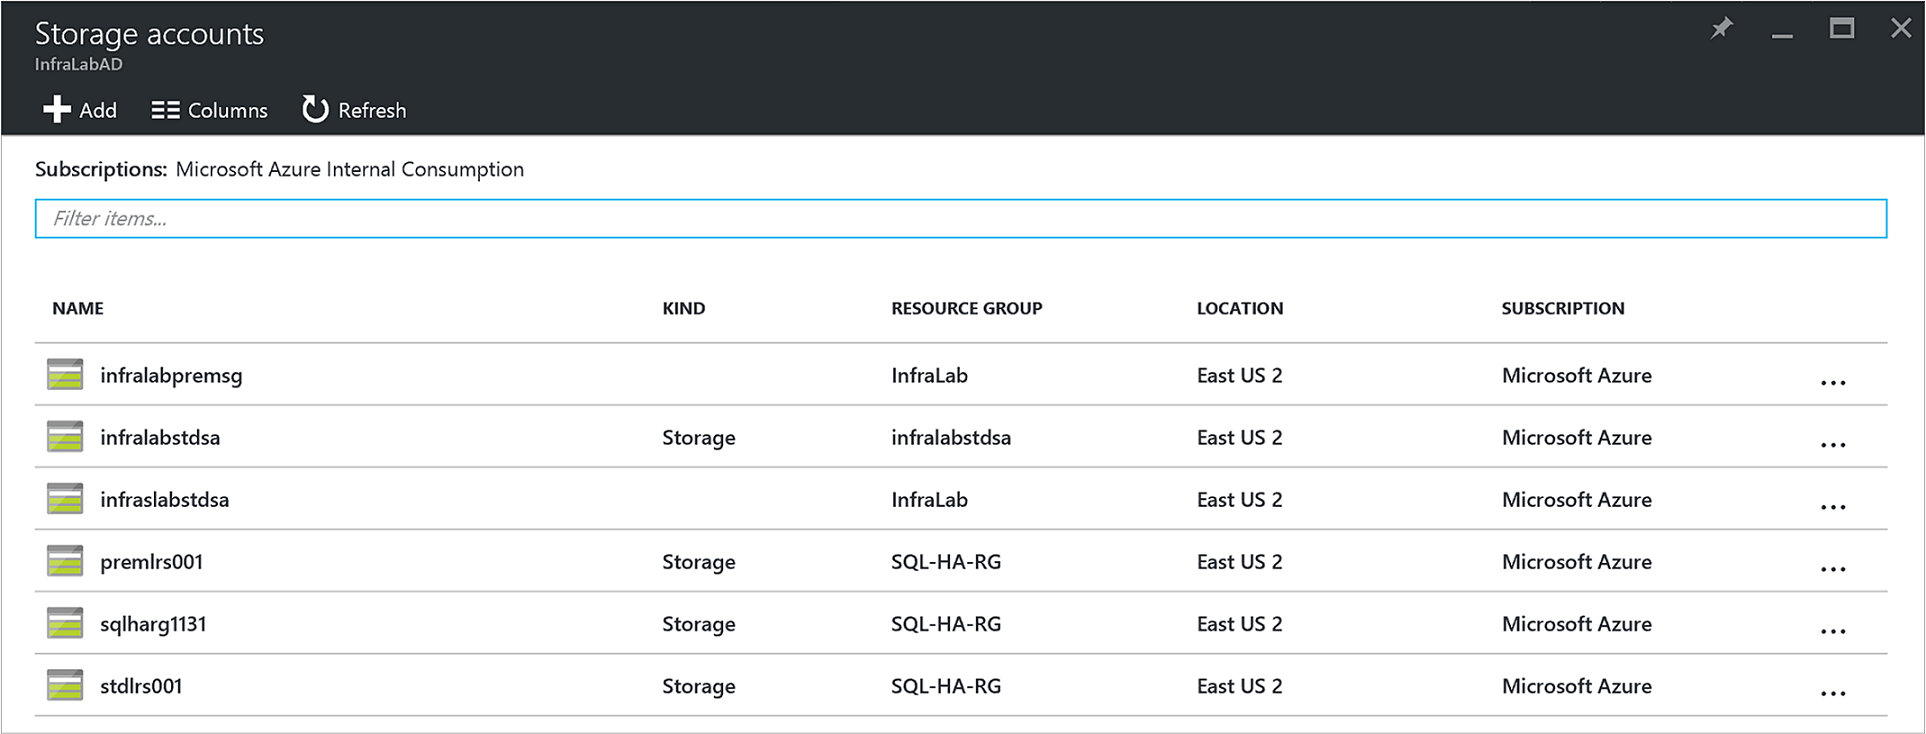 Storage accounts
InfraLabAD
Add Columns Refresh
Subscriptions: Microsoft Azure Internal Consumption
Filter items...
NAME KIND RESOURCE GROUP LOCATION SUBSCRIPTION
infralabpremsg InfraLab East US 2 Microsoft Azure ...
infralabstdsa Storage infralabstdsa East US 2 Microsoft Azure ...
infraslabstdsa InfraLab East US 2 Microsoft Azure ...
premlrs001 Storage SQL-HA-RG East US 2 Microsoft Azure ...
sqlharg1131 Storage SQL-HA-RG East US 2 Microsoft Azure ...
stdlrs001 Storage SQL-HA-RG East US 2 Microsoft Azure ...